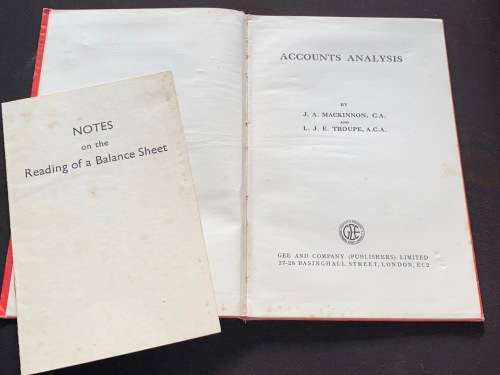 NOTES
on the
Reading of a Balance Sheet
ACCOUNTS ANALYSIS
BY
J. A. MACKINNON, C.A.
AND
L. J. E. TROUPE, A.C.A.
GEE
GEE AND COMPANY (PUBLISHERS) LIMITED
27-28 BASINGHALL STREET, LONDON, EC2